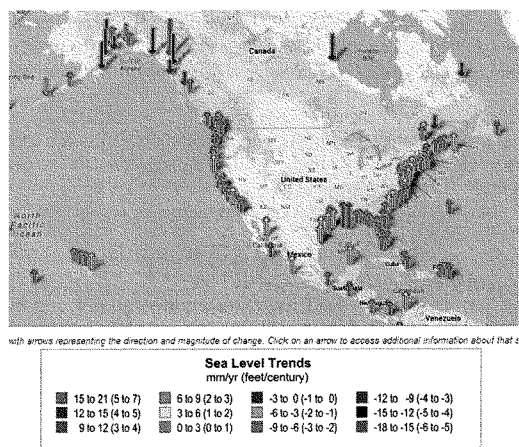 Canada
United States
North
Pacific
Ocean
Mexico
Cuba
Guatemala
Venezuela
with arrows representing the direction and magnitude of change. Click on an arrow to access additional information about that s
Sea Level Trends
mm/yr (feet/century)
15 to 21 (5 to 7) 6 to 9 (2 to 3) -3 to 0 (-1 to 0) -12 to -9 (-4 to -3)
12 to 15 (4 to 5) 3 to 6 (1 to 2) -6 to -3 (-2 to -1) -15 to -12 (-5 to -4)
9 to 12 (3 to 4) 0 to 3 (0 to 1) -9 to -6 (-3 to -2) -18 to -15 (-6 to -5)